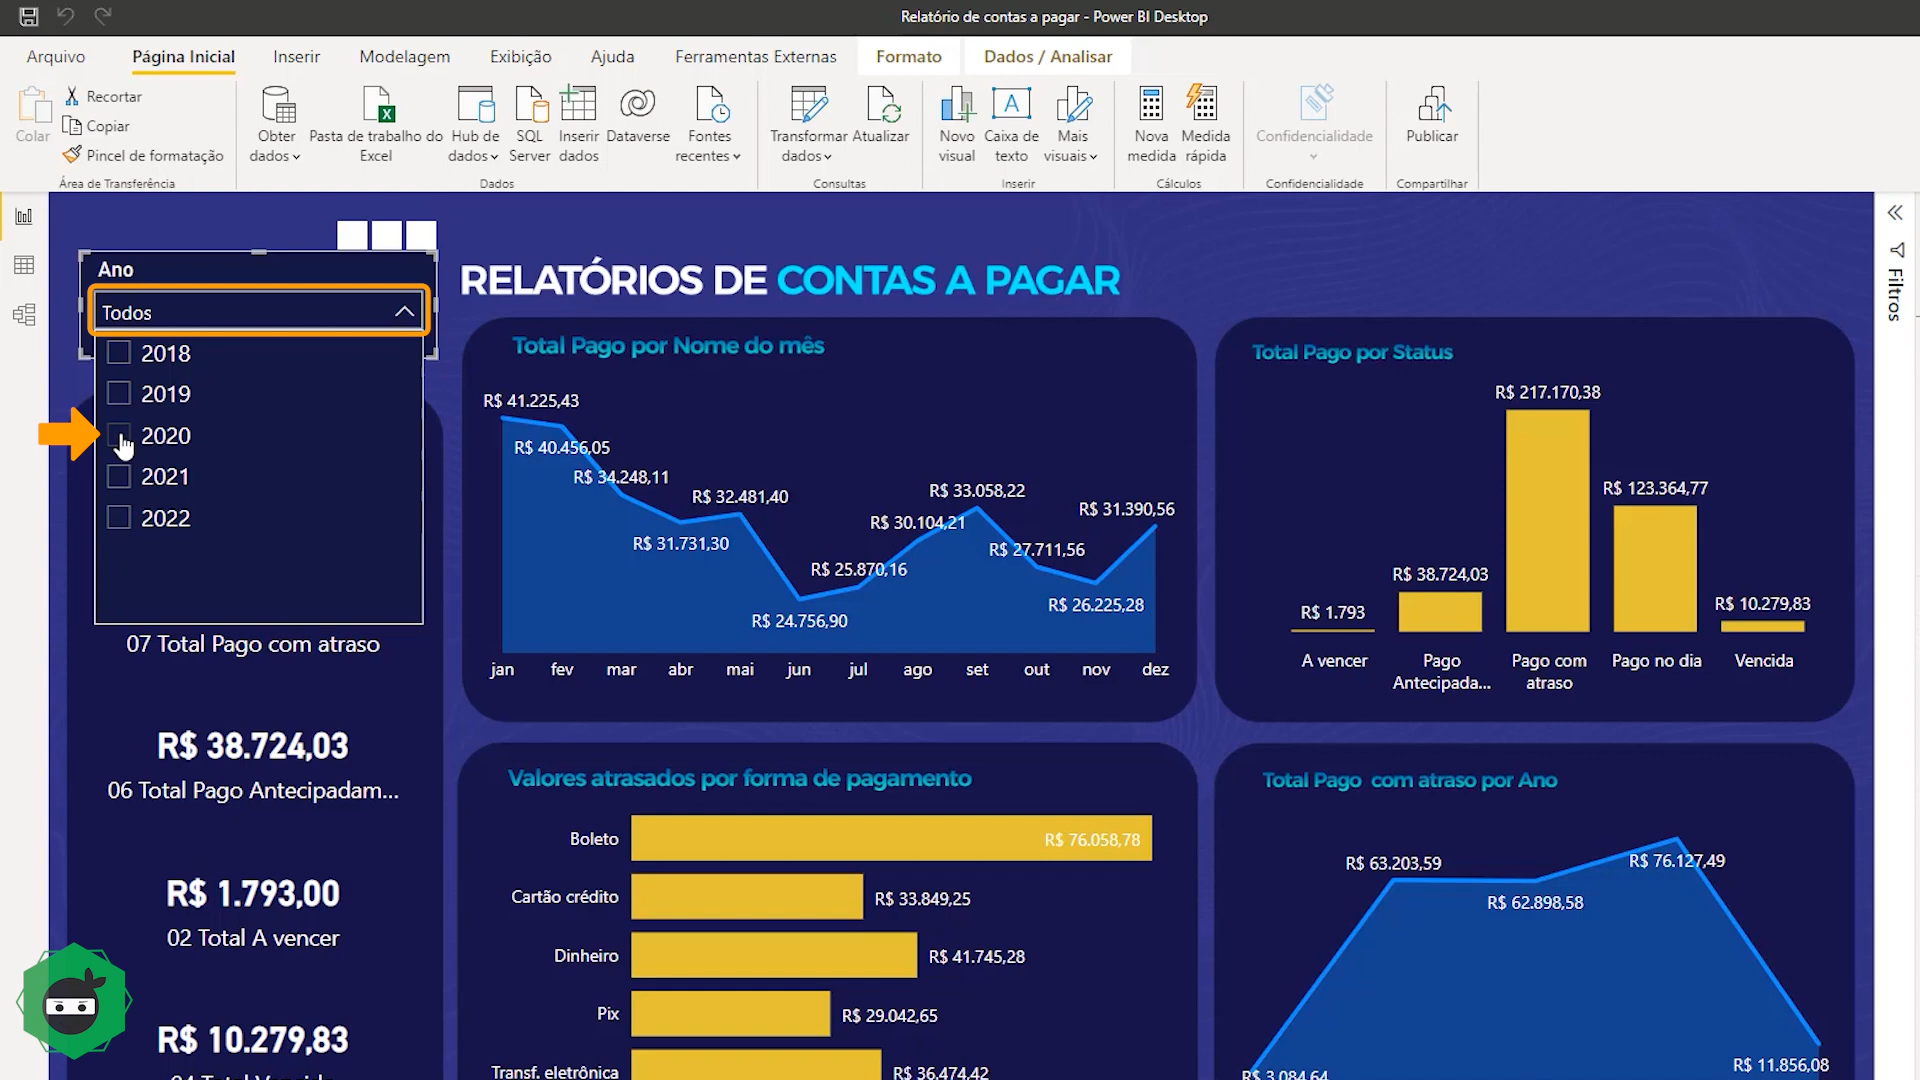 Relatório de contas a pagar - Power BI Desktop
Arquivo
Página Inicial
Inserir
Modelagem
Exibição
Ajuda
Ferramentas Externas
Formato
Dados / Analisar
Colar
Recortar
Copiar
Pincel de formatação
Área de Transferência
Obter
dados
Pasta de trabalho do
Excel
Hub de
dados
SQL
Server
Inserir
dados
Dataverse
Fontes
recentes
Dados
Transformar
dados
Atualizar
Consultas
Novo
visual
Caixa de
texto
Mais
visuais
Inserir
Nova
medida
Medida
rápida
Cálculos
Confidencialidade
Confidencialidade
Publicar
Compartilhar
Filtros
Ano
Todos
2018
2019
2020
2021
2022
07 Total Pago com atraso
R$ 38.724,03
06 Total Pago Antecipadam...
R$ 1.793,00
02 Total A vencer
R$ 10.279,83
RELATÓRIOS DE CONTAS A PAGAR
Total Pago por Nome do mês
R$ 41.225,43
R$ 40.456,05
R$ 34.248,11
R$ 31.731,30
R$ 32.481,40
R$ 24.756,90
R$ 25.870,16
R$ 30.104,21
R$ 33.058,22
R$ 27.711,56
R$ 26.225,28
R$ 31.390,56
jan fev mar abr mai jun jul ago set out nov dez
Total Pago por Status
R$ 1.793
R$ 38.724,03
R$ 217.170,38
R$ 123.364,77
R$ 10.279,83
A vencer
Pago
Antecipada...
Pago com
atraso
Pago no dia
Vencida
Valores atrasados por forma de pagamento
Boleto R$ 76.058,78
Cartão crédito R$ 33.849,25
Dinheiro R$ 41.745,28
Pix R$ 29.042,65
Transf. eletrônica R$ 36.474,42
Total Pago com atraso por Ano
R$ 3.084,64
R$ 63.203,59
R$ 62.898,58
R$ 76.127,49
R$ 11.856,08